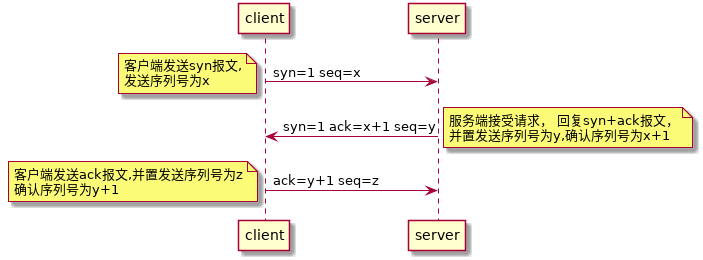 client
server
客户端发送syn报文,
发送序列号为x
syn=1 seq=x
服务端接受请求， 回复syn+ack报文，
并置发送序列号为y,确认序列号为x+1
syn=1 ack=x+1 seq=y
客户端发送ack报文,并置发送序列号为z
确认序列号为y+1
ack=y+1 seq=z
client
server